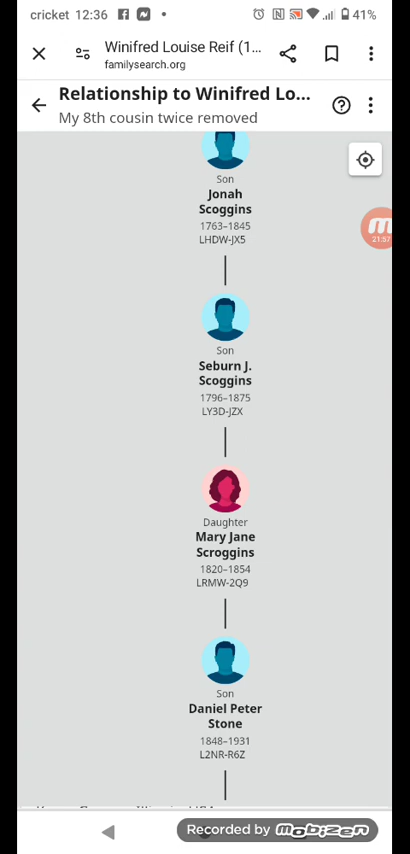 cricket 12:36
41%
Winifred Louise Reif (1...
familysearch.org
Relationship to Winifred Lo...
My 8th cousin twice removed
21:57
Son
Jonah
Scoggins
1763–1845
LHDW-JX5
Son
Seburn J.
Scoggins
1796–1875
LY3D-JZX
Daughter
Mary Jane
Scroggins
1820–1854
LRMW-2Q9
Son
Daniel Peter
Stone
1848–1931
L2NR-R6Z
Recorded by mobizen